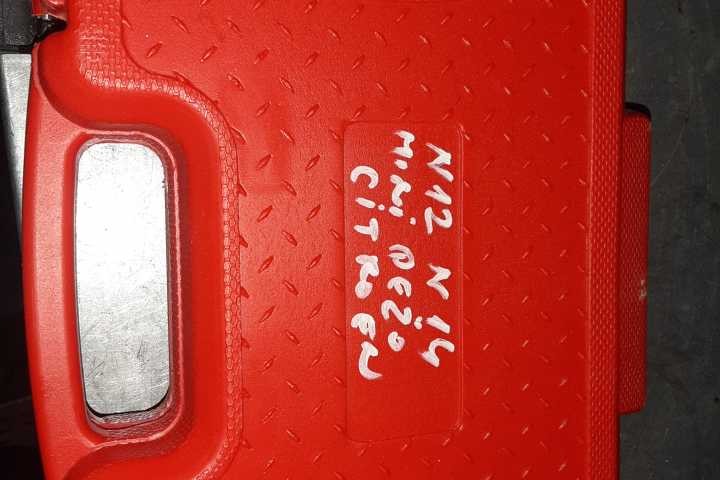 N12 N14
Mini PEŽO
CiTROEN